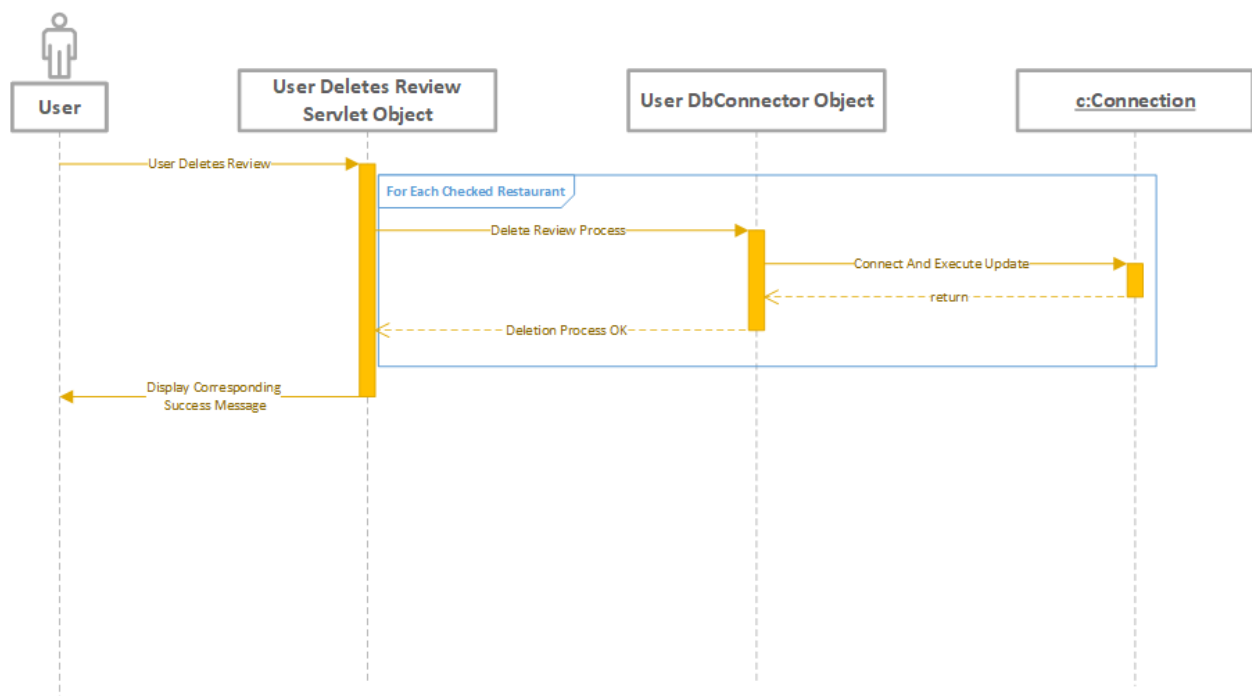 User
User Deletes Review
Servlet Object
User DbConnector Object
c:Connection
User Deletes Review
For Each Checked Restaurant
Delete Review Process
Connect And Execute Update
return
Deletion Process OK
Display Corresponding
Success Message